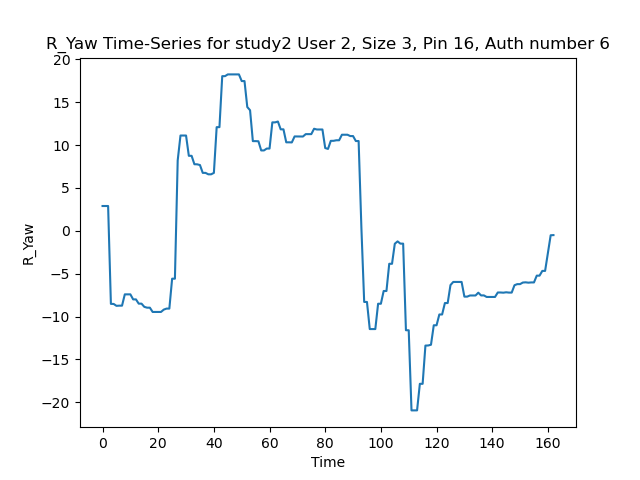 R_Yaw Time-Series for study2 User 2, Size 3, Pin 16, Auth number 6
20
15
10
5
0
−5
−10
−15
−20
R_Yaw
0 20 40 60 80 100 120 140 160
Time